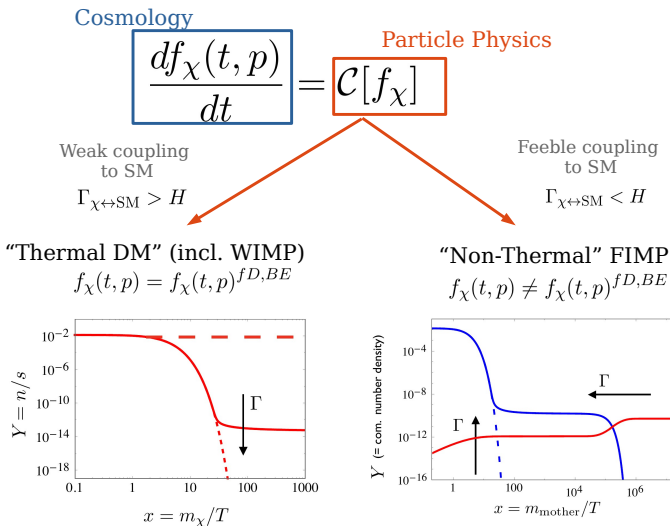 Cosmology
Particle Physics
df_χ(t, p)/dt = C[f_χ]
Weak coupling
to SM
Γ_{χ↔SM} > H
Feeble coupling
to SM
Γ_{χ↔SM} < H
“Thermal DM” (incl. WIMP)
f_χ(t, p) = f_χ(t, p)^{fD,BE}
“Non-Thermal” FIMP
f_χ(t, p) ≠ f_χ(t, p)^{fD,BE}
Y = n/s
10^{-2}
10^{-6}
10^{-10}
10^{-14}
10^{-18}
Γ
0.1 1 10 100 1000
x = m_χ/T
Y (= com. number density)
10^{-4}
10^{-8}
10^{-12}
10^{-16}
Γ
Γ
1 100 10^4 10^6
x = m_mother/T